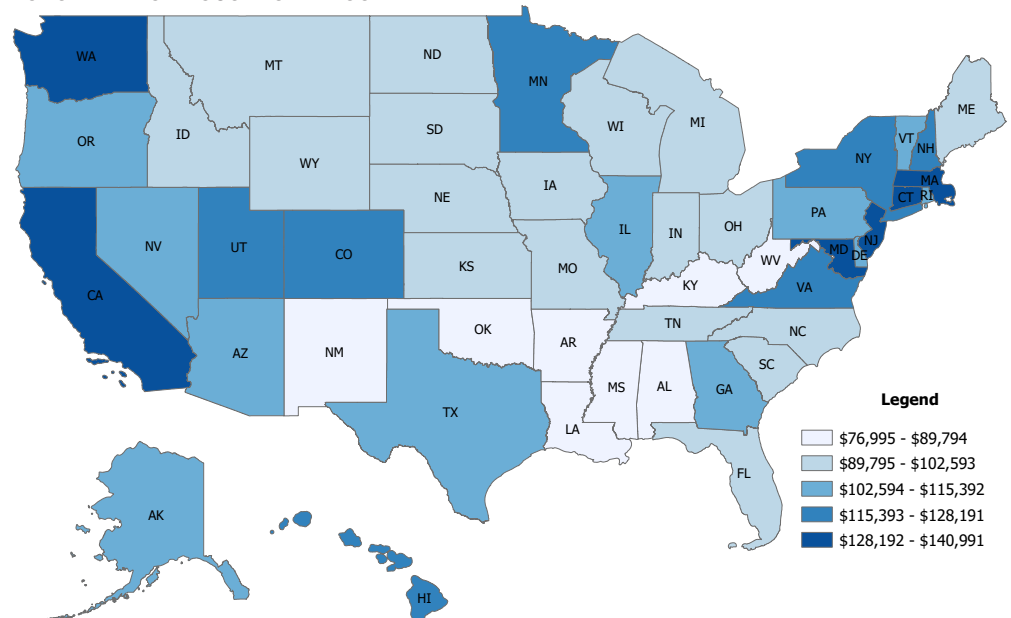 WA
MT
ND
MN
OR
ID
SD
WI
MI
ME
VT
NH
NY
WY
MA
CT
RI
IA
NE
PA
NV
UT
CO
IL
IN
OH
NJ
MD
DE
KS
MO
WV
KY
VA
CA
TN
NC
OK
AZ
NM
AR
SC
MS
AL
GA
TX
LA
FL
AK
HI
Legend
$76,995 - $89,794
$89,795 - $102,593
$102,594 - $115,392
$115,393 - $128,191
$128,192 - $140,991